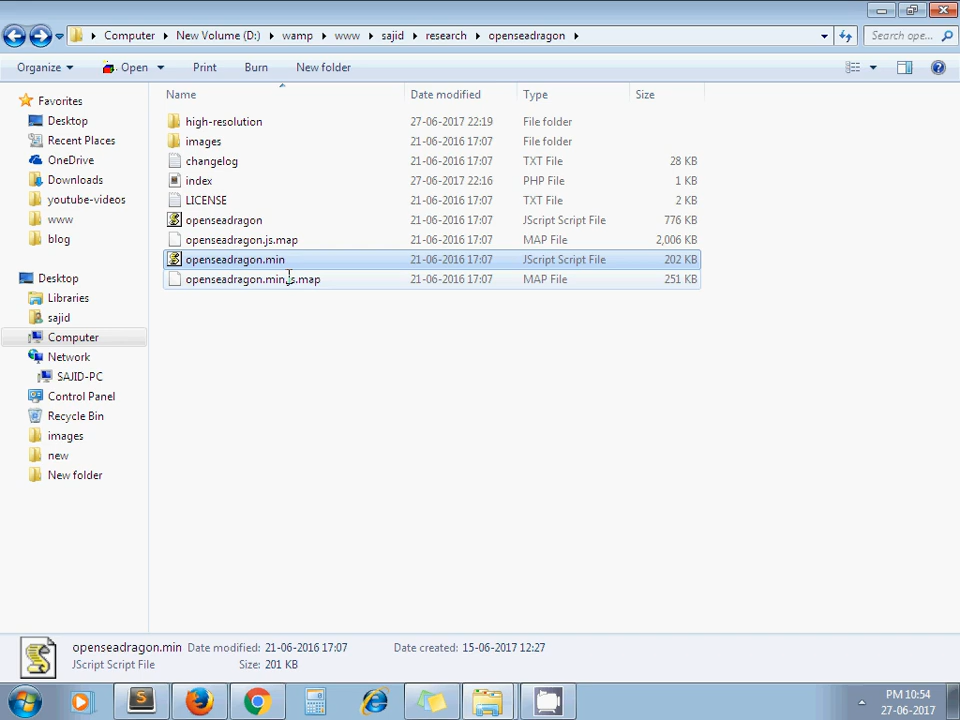 Computer New Volume (D:) wamp www sajid research openseadragon Search ope...
Organize Open Print Burn New folder
Name Date modified Type Size
Favorites
Desktop
Recent Places
OneDrive
Downloads
youtube-videos
www
blog
Desktop
Libraries
sajid
Computer
Network
SAJID-PC
Control Panel
Recycle Bin
images
new
New folder
high-resolution 27-06-2017 22:19 File folder
images 21-06-2016 17:07 File folder
changelog 21-06-2016 17:07 TXT File 28 KB
index 27-06-2017 22:16 PHP File 1 KB
LICENSE 21-06-2016 17:07 TXT File 2 KB
openseadragon 21-06-2016 17:07 JScript Script File 776 KB
openseadragon.js.map 21-06-2016 17:07 MAP File 2,006 KB
openseadragon.min 21-06-2016 17:07 JScript Script File 202 KB
openseadragon.min.js.map 21-06-2016 17:07 MAP File 251 KB
openseadragon.min Date modified: 21-06-2016 17:07 Date created: 15-06-2017 12:27
JScript Script File Size: 201 KB
PM 10:54
27-06-2017